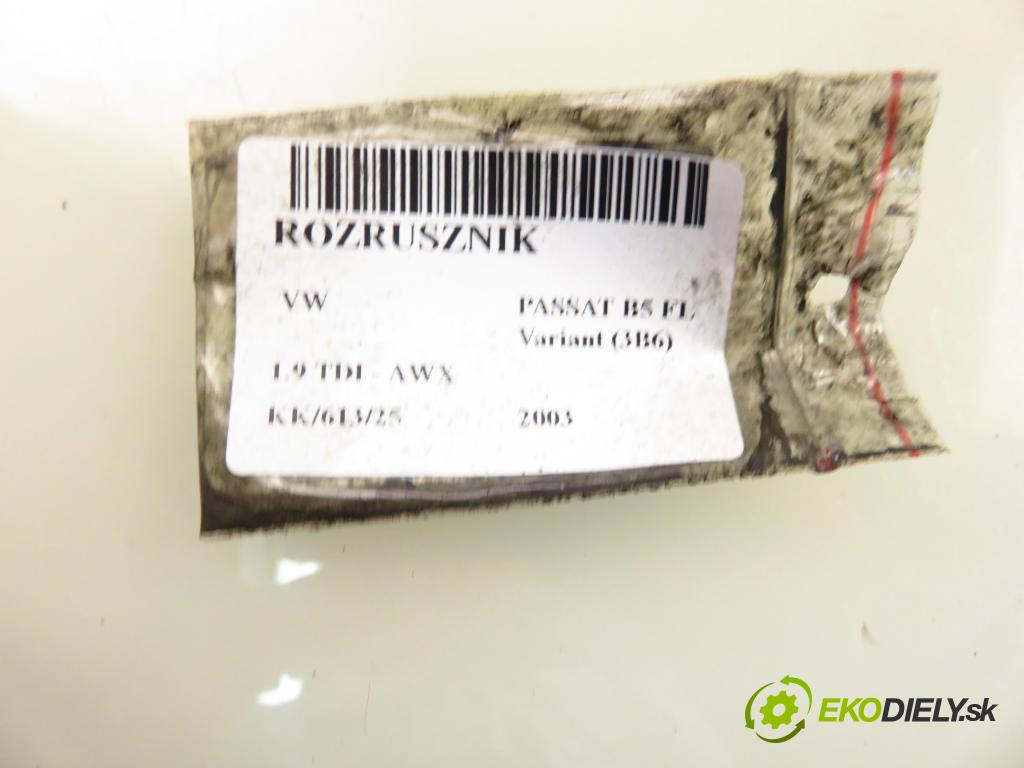 ROZRUSZNIK
VW PASSAT B5 FL
Variant (3B6)
1.9 TDI - AWX
KK/613/25 2003
EKODIELY.sk